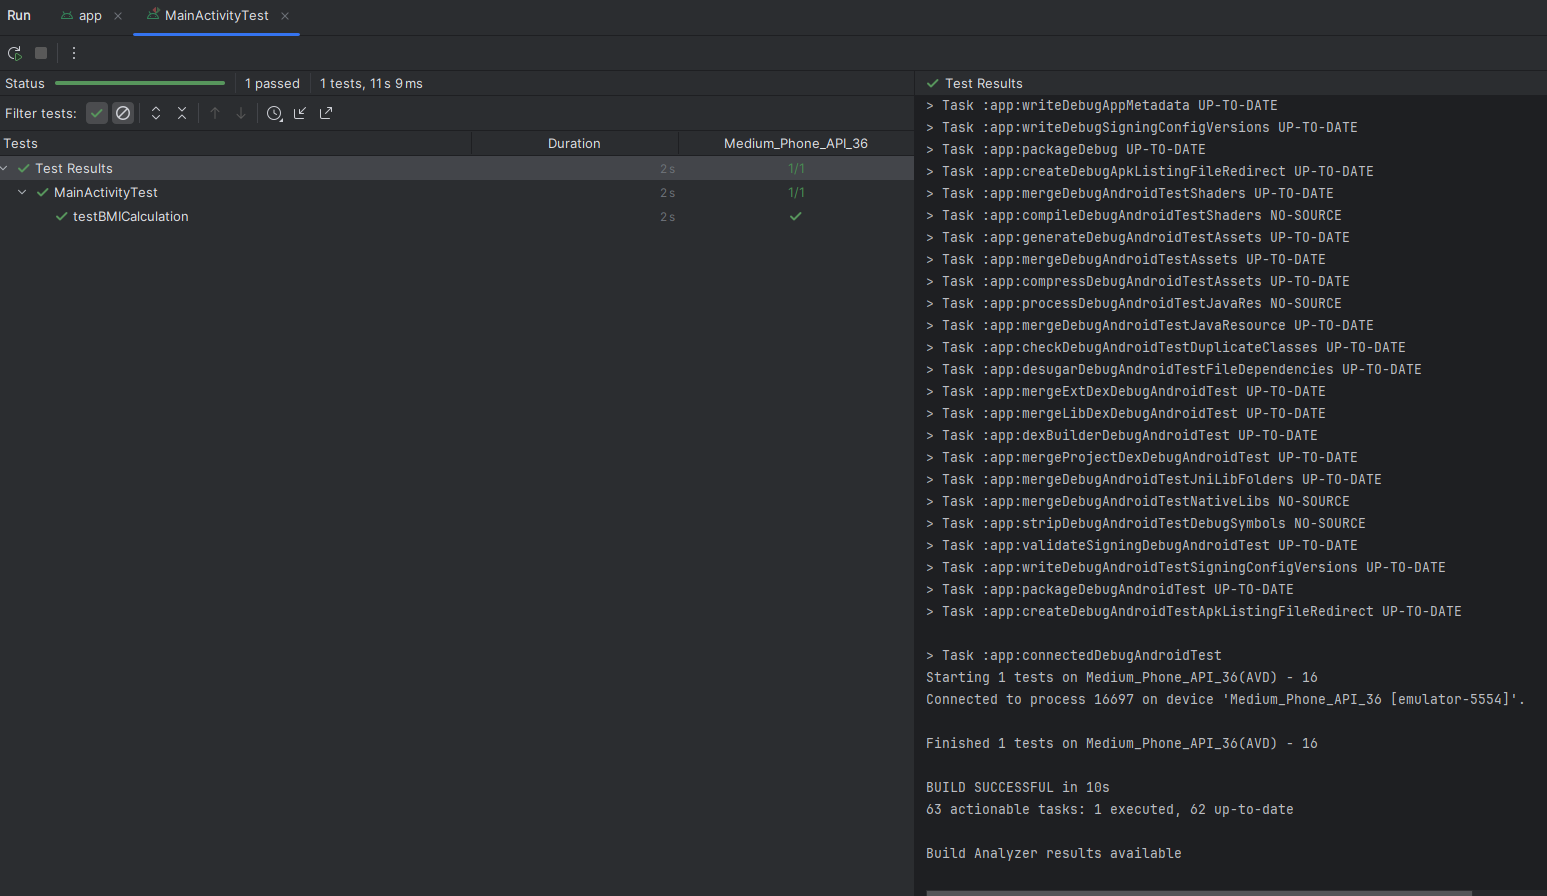 Run app MainActivityTest
Status 1 passed 1 tests, 11 s 9 ms
Filter tests:
Tests Duration Medium_Phone_API_36
Test Results 2 s 1/1
MainActivityTest 2 s 1/1
testBMICalculation 2 s
Test Results
> Task :app:writeDebugAppMetadata UP-TO-DATE
> Task :app:writeDebugSigningConfigVersions UP-TO-DATE
> Task :app:packageDebug UP-TO-DATE
> Task :app:createDebugApkListingFileRedirect UP-TO-DATE
> Task :app:mergeDebugAndroidTestShaders UP-TO-DATE
> Task :app:compileDebugAndroidTestShaders NO-SOURCE
> Task :app:generateDebugAndroidTestAssets UP-TO-DATE
> Task :app:mergeDebugAndroidTestAssets UP-TO-DATE
> Task :app:compressDebugAndroidTestAssets UP-TO-DATE
> Task :app:processDebugAndroidTestJavaRes NO-SOURCE
> Task :app:mergeDebugAndroidTestJavaResource UP-TO-DATE
> Task :app:checkDebugAndroidTestDuplicateClasses UP-TO-DATE
> Task :app:desugarDebugAndroidTestFileDependencies UP-TO-DATE
> Task :app:mergeExtDexDebugAndroidTest UP-TO-DATE
> Task :app:mergeLibDexDebugAndroidTest UP-TO-DATE
> Task :app:dexBuilderDebugAndroidTest UP-TO-DATE
> Task :app:mergeProjectDexDebugAndroidTest UP-TO-DATE
> Task :app:mergeDebugAndroidTestJniLibFolders UP-TO-DATE
> Task :app:mergeDebugAndroidTestNativeLibs NO-SOURCE
> Task :app:stripDebugAndroidTestDebugSymbols NO-SOURCE
> Task :app:validateSigningDebugAndroidTest UP-TO-DATE
> Task :app:writeDebugAndroidTestSigningConfigVersions UP-TO-DATE
> Task :app:packageDebugAndroidTest UP-TO-DATE
> Task :app:createDebugAndroidTestApkListingFileRedirect UP-TO-DATE
> Task :app:connectedDebugAndroidTest
Starting 1 tests on Medium_Phone_API_36(AVD) - 16
Connected to process 16697 on device 'Medium_Phone_API_36 [emulator-5554]'.
Finished 1 tests on Medium_Phone_API_36(AVD) - 16
BUILD SUCCESSFUL in 10s
63 actionable tasks: 1 executed, 62 up-to-date
Build Analyzer results available